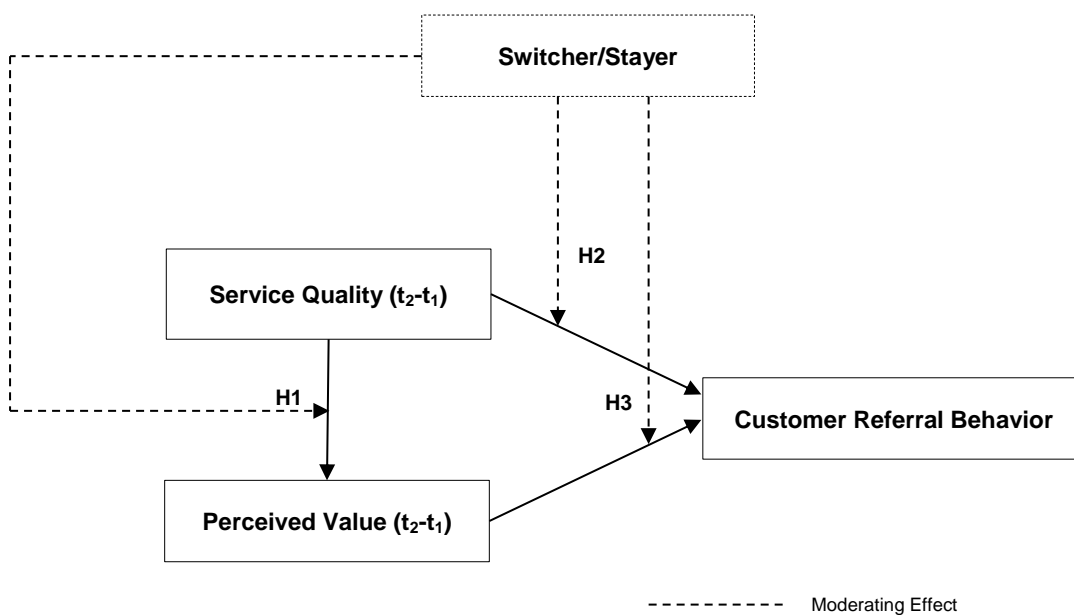 Switcher/Stayer
H2
Service Quality (t₂-t₁)
H1
H3
Customer Referral Behavior
Perceived Value (t₂-t₁)
Moderating Effect